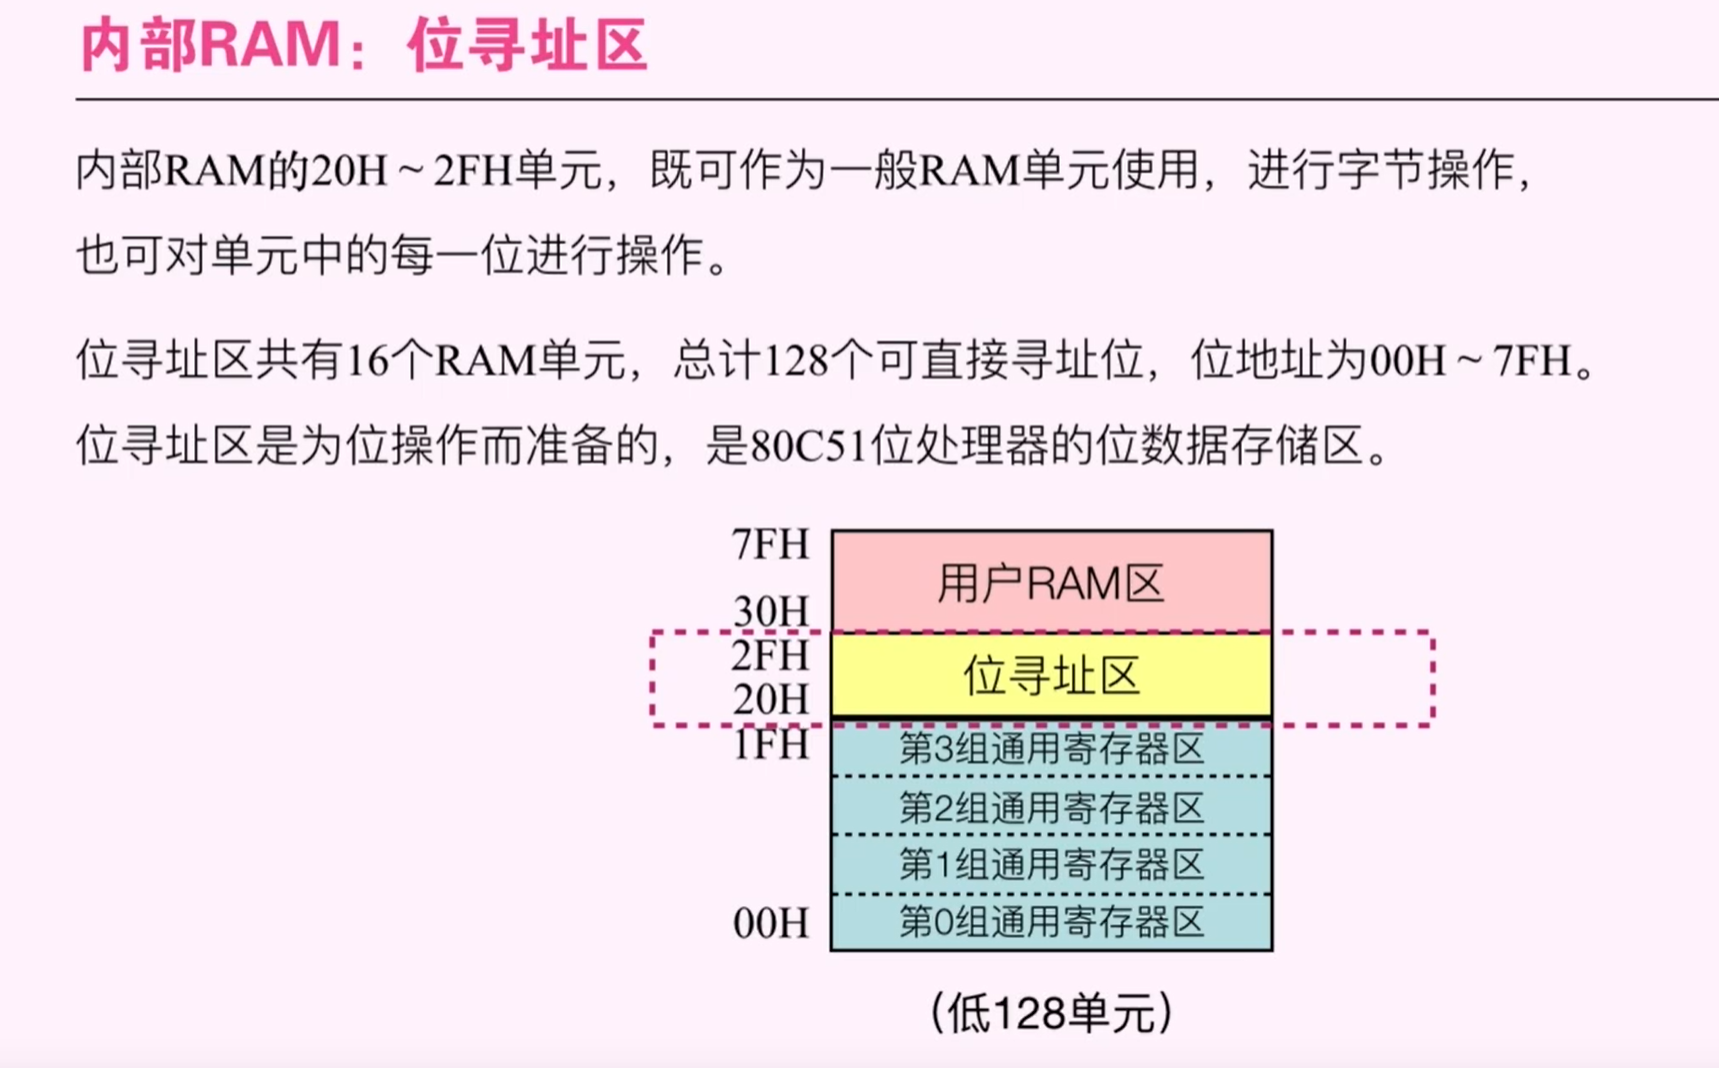 内部RAM：位寻址区
内部RAM的20H ~ 2FH单元，既可作为一般RAM单元使用，进行字节操作，
也可对单元中的每一位进行操作。
位寻址区共有16个RAM单元，总计128个可直接寻址位，位地址为00H ~ 7FH。
位寻址区是为位操作而准备的，是80C51位处理器的位数据存储区。
7FH
用户RAM区
30H
2FH
位寻址区
20H
1FH
第3组通用寄存器区
第2组通用寄存器区
第1组通用寄存器区
00H
第0组通用寄存器区
（低128单元）